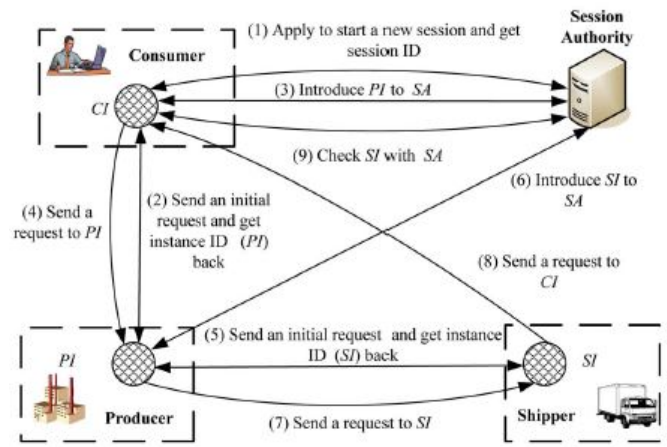 (1) Apply to start a new session and get
session ID
Session
Authority
Consumer
CI
(3) Introduce PI to SA
(9) Check SI with SA
(6) Introduce SI to
SA
(4) Send a
request to PI
(2) Send an initial
request and get
instance ID (PI)
back
(8) Send a request to
CI
(5) Send an initial request and get instance
ID (SI) back
PI
SI
Producer
(7) Send a request to SI
Shipper